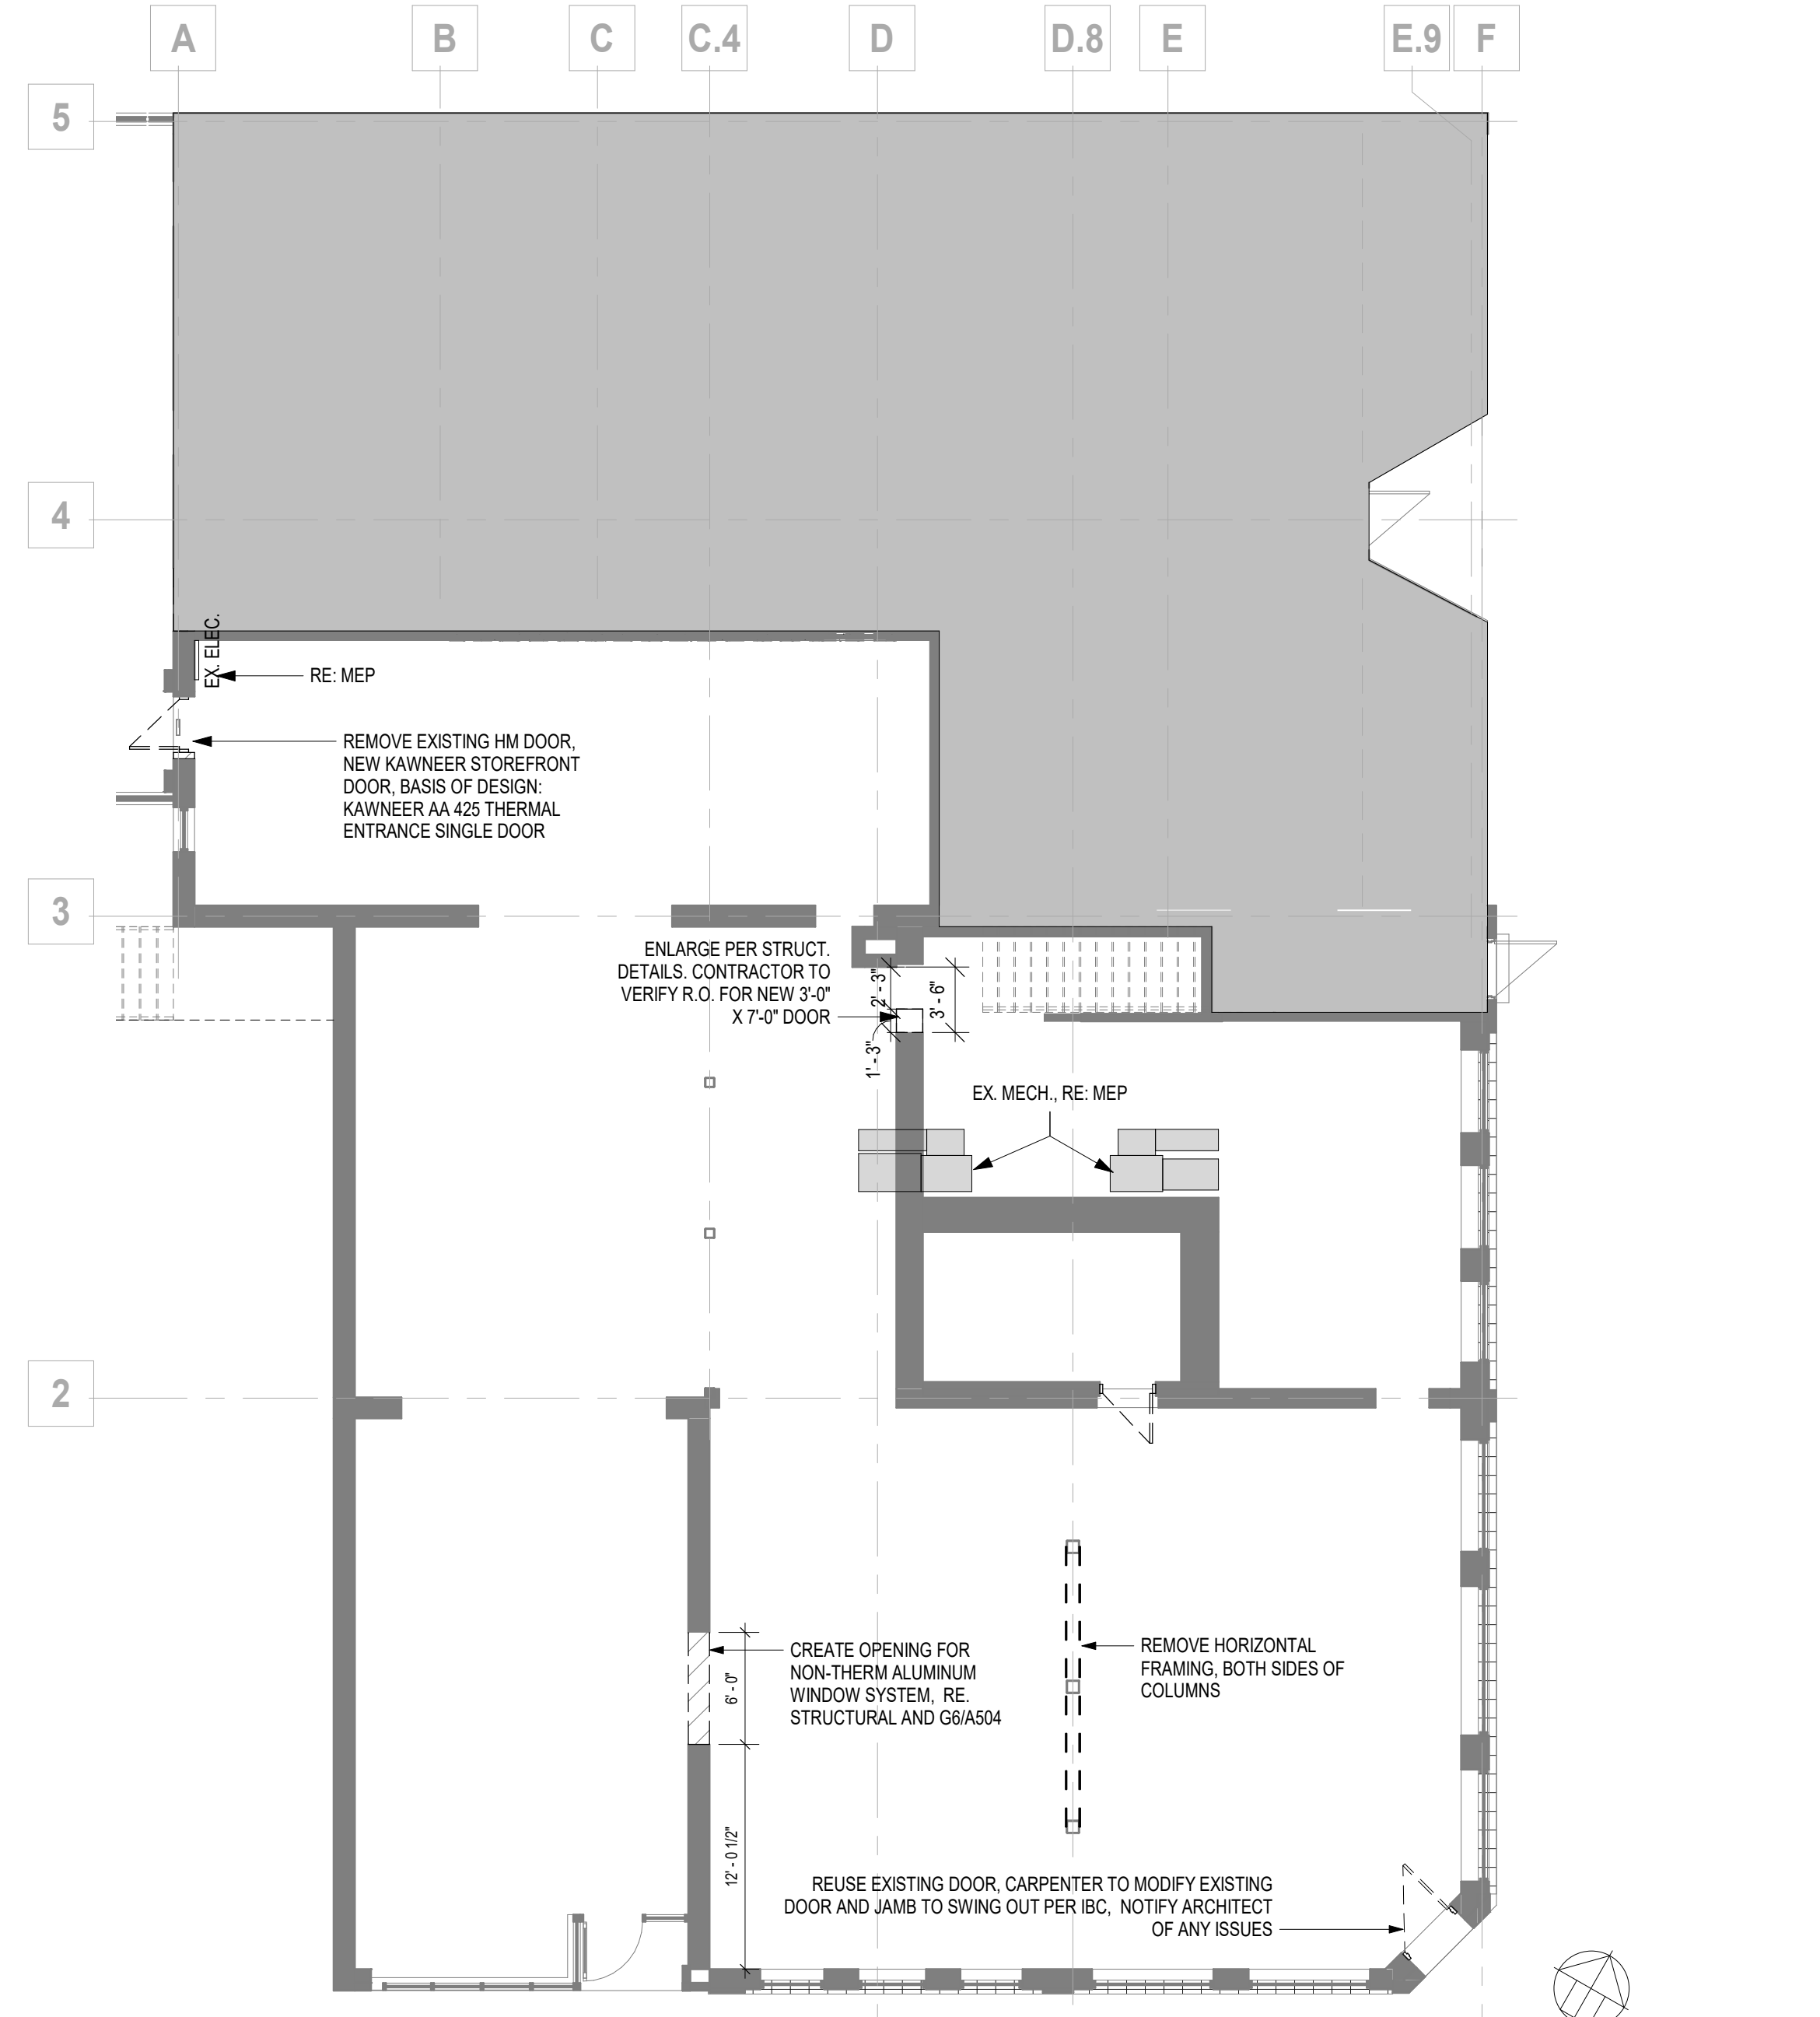 A
B
C
C.4
D
D.8
E
E.9
F
5
4
EX. ELEC.
RE: MEP
REMOVE EXISTING HM DOOR,
NEW KAWNEER STOREFRONT
DOOR, BASIS OF DESIGN:
KAWNEER AA 425 THERMAL
ENTRANCE SINGLE DOOR
3
ENLARGE PER STRUCT.
DETAILS. CONTRACTOR TO
VERIFY R.O. FOR NEW 3'-0"
X 7'-0" DOOR
2' - 3"
3' - 6"
1' - 3"
EX. MECH., RE: MEP
2
CREATE OPENING FOR
NON-THERM ALUMINUM
WINDOW SYSTEM,  RE.
STRUCTURAL AND G6/A504
6' - 0"
REMOVE HORIZONTAL
FRAMING, BOTH SIDES OF
COLUMNS
12' - 0 1/2"
REUSE EXISTING DOOR, CARPENTER TO MODIFY EXISTING
DOOR AND JAMB TO SWING OUT PER IBC,  NOTIFY ARCHITECT
OF ANY ISSUES